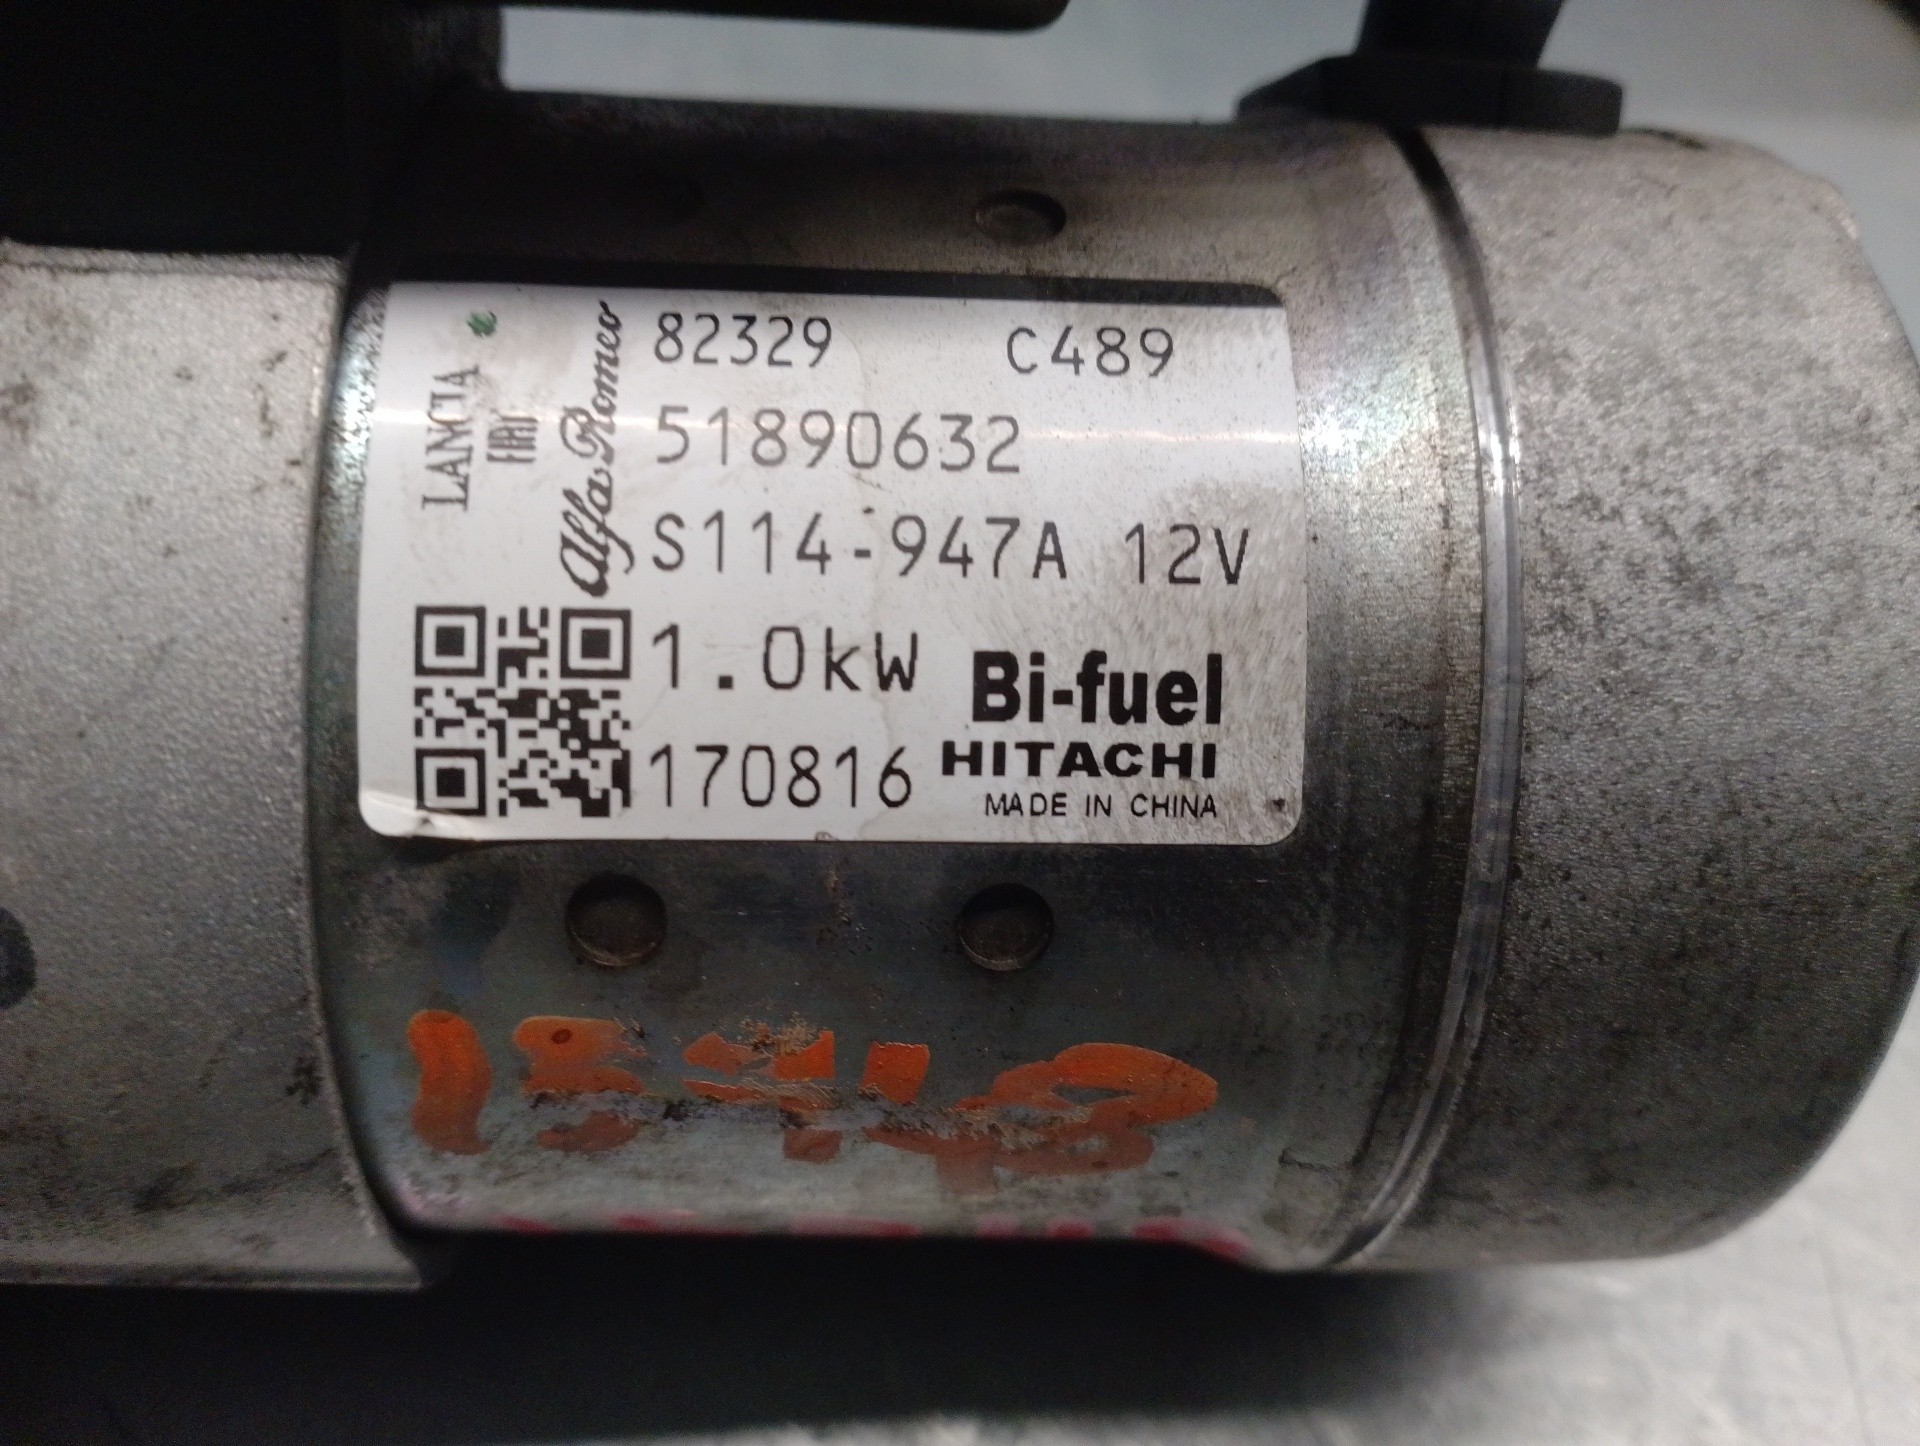 LANCIA
FIAT
Alfa Romeo
82329 C489
51890632
S114-947A 12V
1.0kW
Bi-fuel
170816
HITACHI
MADE IN CHINA